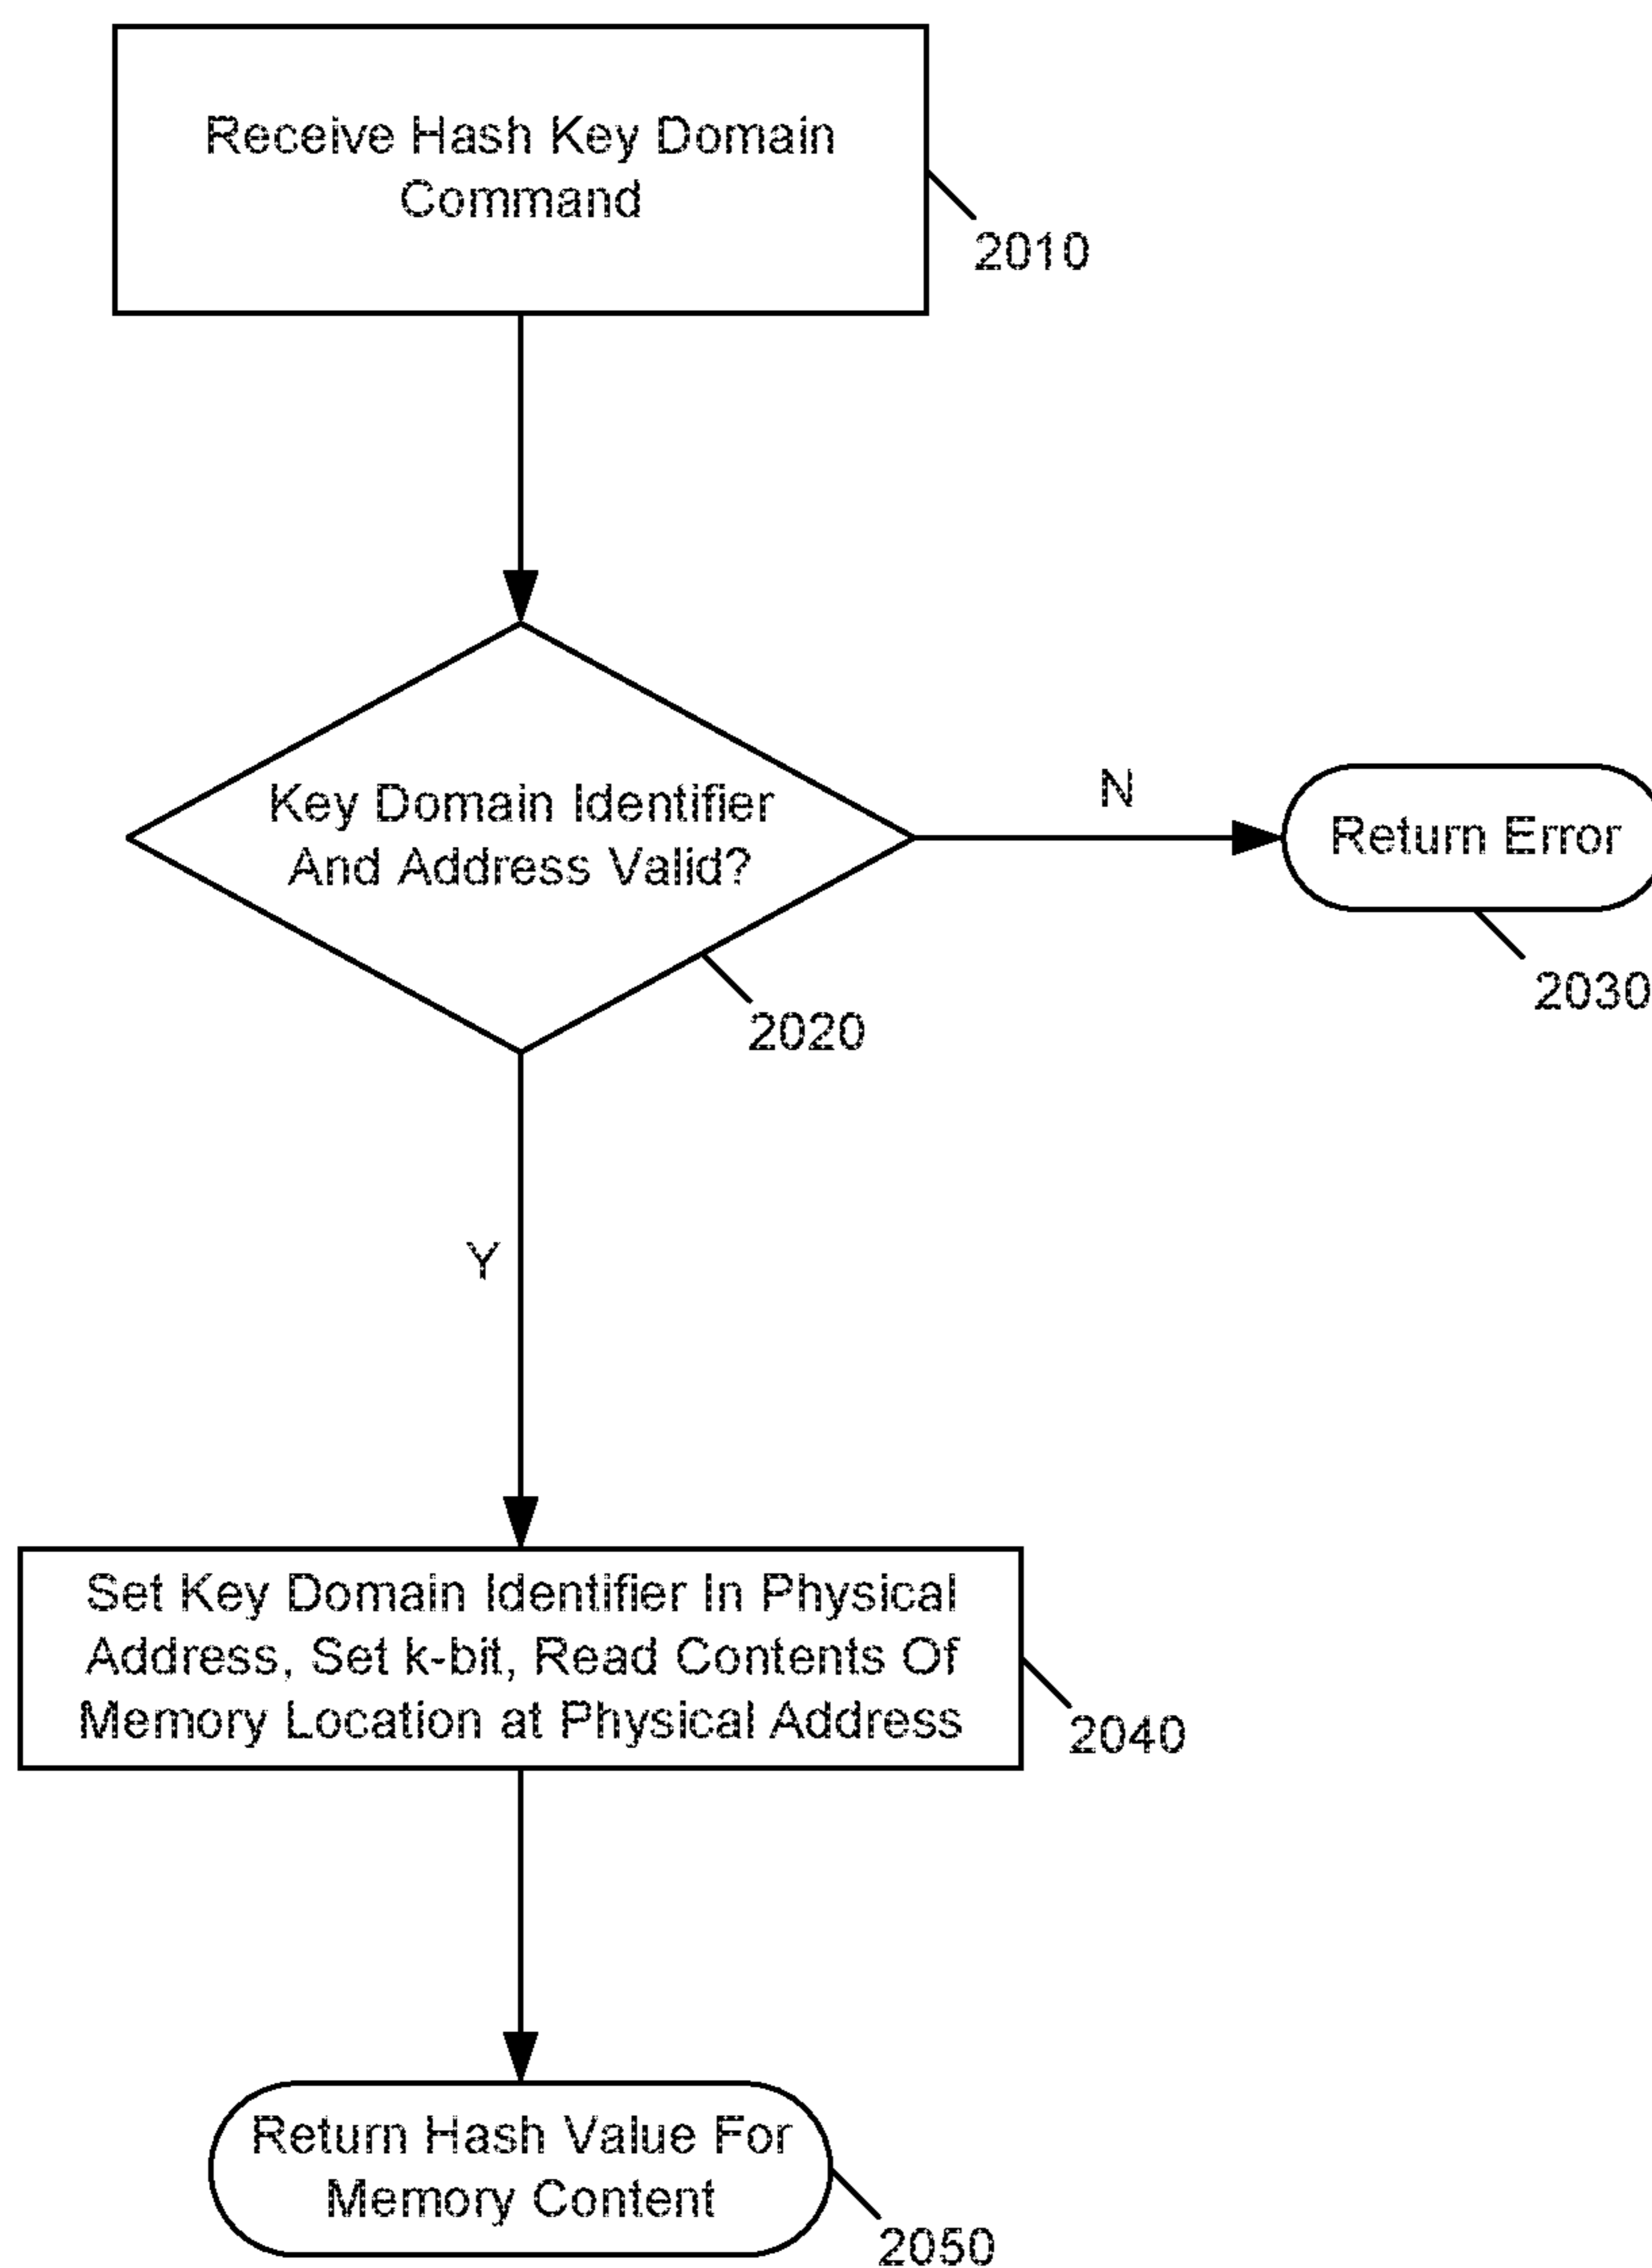 Receive Hash Key Domain
Command
2010
Key Domain Identifier
And Address Valid?
N
Return Error
2030
2020
Y
Set Key Domain Identifier In Physical
Address, Set k-bit, Read Contents Of
Memory Location at Physical Address
2040
Return Hash Value For
Memory Content
2050